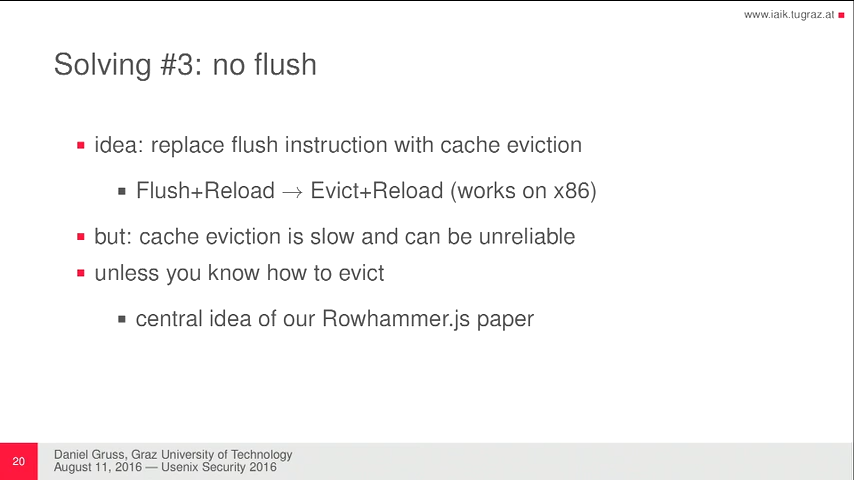 www.iaik.tugraz.at
Solving #3: no flush
idea: replace flush instruction with cache eviction
Flush+Reload → Evict+Reload (works on x86)
but: cache eviction is slow and can be unreliable
unless you know how to evict
central idea of our Rowhammer.js paper
20
Daniel Gruss, Graz University of Technology
August 11, 2016 — Usenix Security 2016